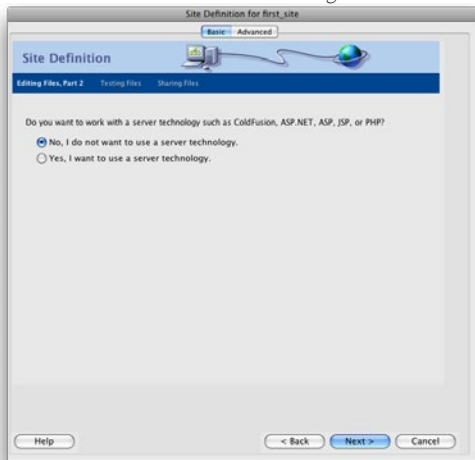 Site Definition for first_site
Basic Advanced
Site Definition
Editing Files, Part 2 Testing Files Sharing Files
Do you want to work with a server technology such as ColdFusion, ASP.NET, ASP, JSP, or PHP?
No, I do not want to use a server technology.
Yes, I want to use a server technology.
Help < Back Next > Cancel